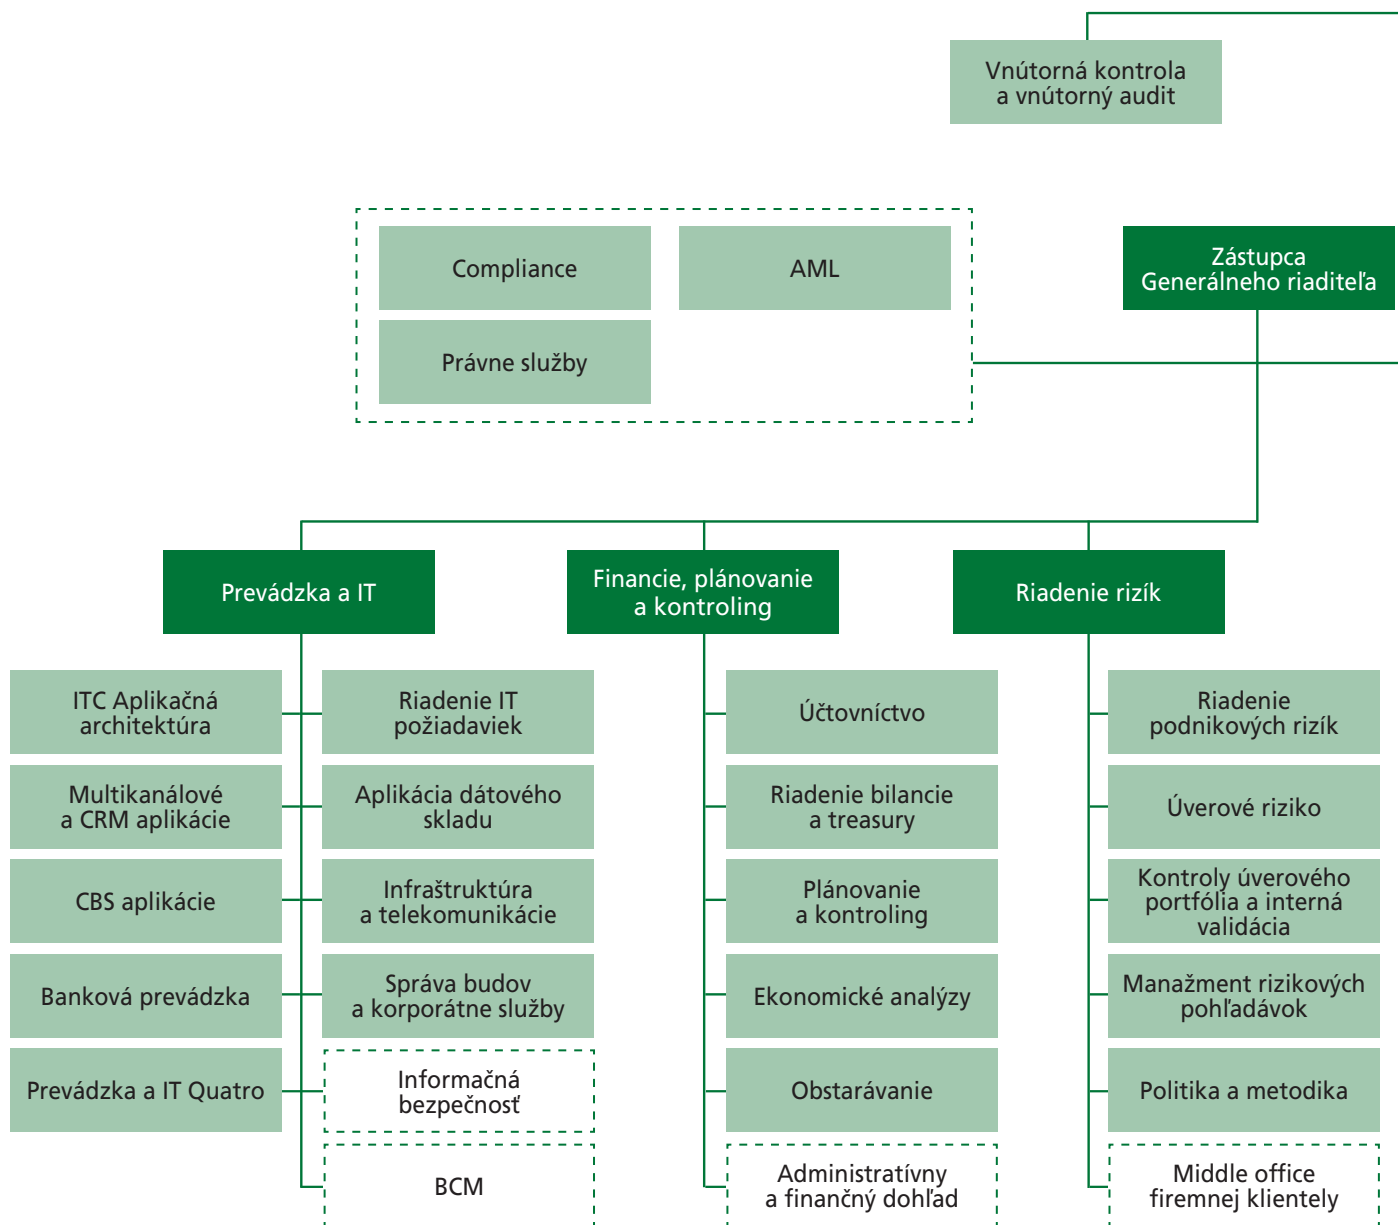 Vnútorná kontrola
a vnútorný audit
Compliance
AML
Právne služby
Zástupca
Generálneho riaditeľa
Prevádzka a IT
Financie, plánovanie
a kontroling
Riadenie rizík
ITC Aplikačná
architektúra
Riadenie IT
požiadaviek
Multikanálové
a CRM aplikácie
Aplikácia dátového
skladu
CBS aplikácie
Infraštruktúra
a telekomunikácie
Banková prevádzka
Správa budov
a korporátne služby
Prevádzka a IT Quatro
Informačná
bezpečnosť
BCM
Účtovníctvo
Riadenie bilancie
a treasury
Plánovanie
a kontroling
Ekonomické analýzy
Obstarávanie
Administratívny
a finančný dohľad
Riadenie
podnikových rizík
Úverové riziko
Kontroly úverového
portfólia a interná
validácia
Manažment rizikových
pohľadávok
Politika a metodika
Middle office
firemnej klientely